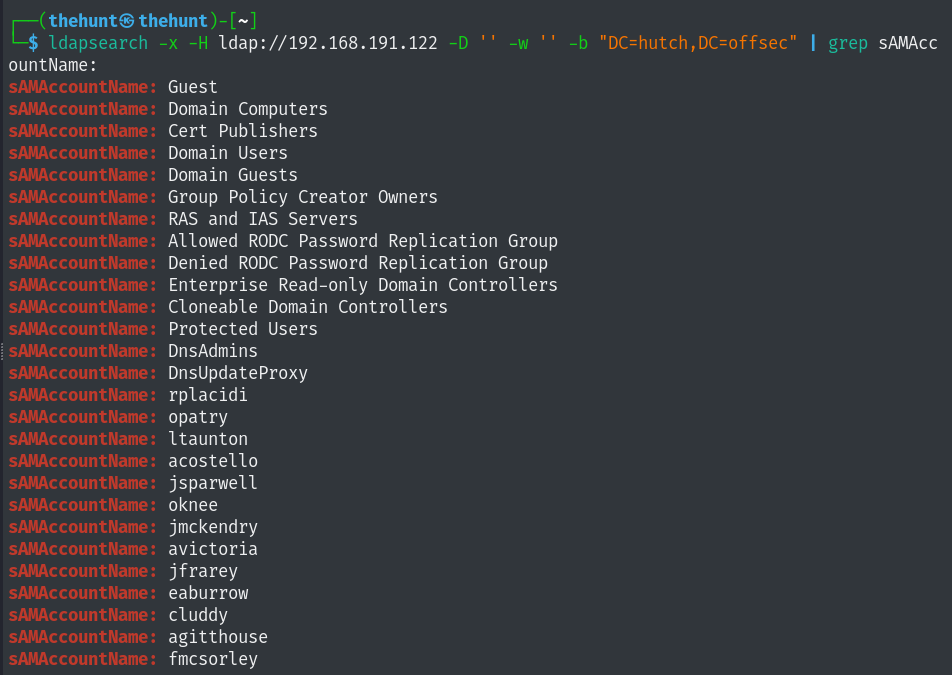 ┌──(thehunt㉿thehunt)-[~]
└─$ ldapsearch -x -H ldap://192.168.191.122 -D '' -w '' -b "DC=hutch,DC=offsec" | grep sAMAcc
ountName:
sAMAccountName: Guest
sAMAccountName: Domain Computers
sAMAccountName: Cert Publishers
sAMAccountName: Domain Users
sAMAccountName: Domain Guests
sAMAccountName: Group Policy Creator Owners
sAMAccountName: RAS and IAS Servers
sAMAccountName: Allowed RODC Password Replication Group
sAMAccountName: Denied RODC Password Replication Group
sAMAccountName: Enterprise Read-only Domain Controllers
sAMAccountName: Cloneable Domain Controllers
sAMAccountName: Protected Users
sAMAccountName: DnsAdmins
sAMAccountName: DnsUpdateProxy
sAMAccountName: rplacidi
sAMAccountName: opatry
sAMAccountName: ltaunton
sAMAccountName: acostello
sAMAccountName: jsparwell
sAMAccountName: oknee
sAMAccountName: jmckendry
sAMAccountName: avictoria
sAMAccountName: jfrarey
sAMAccountName: eaburrow
sAMAccountName: cluddy
sAMAccountName: agitthouse
sAMAccountName: fmcsorley